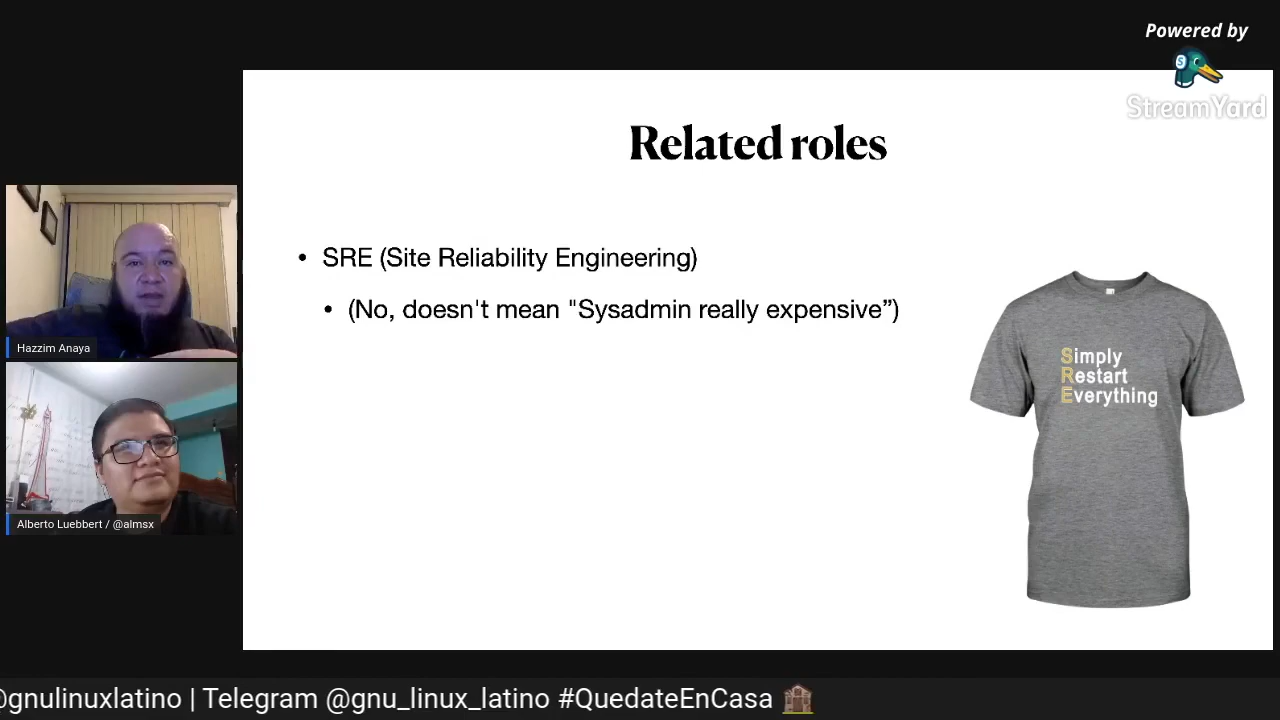 Powered by
StreamYard
Related roles
• SRE (Site Reliability Engineering)
• (No, doesn't mean "Sysadmin really expensive”)
Simply
Restart
Everything
Hazzim Anaya
Alberto Luebbert / @almsx
@gnulinuxlatino | Telegram @gnu_linux_latino #QuedateEnCasa